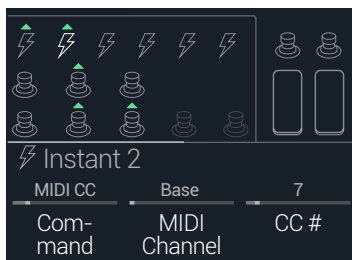 Instant 2
MIDI CC Base 7
Com- MIDI CC #
mand Channel